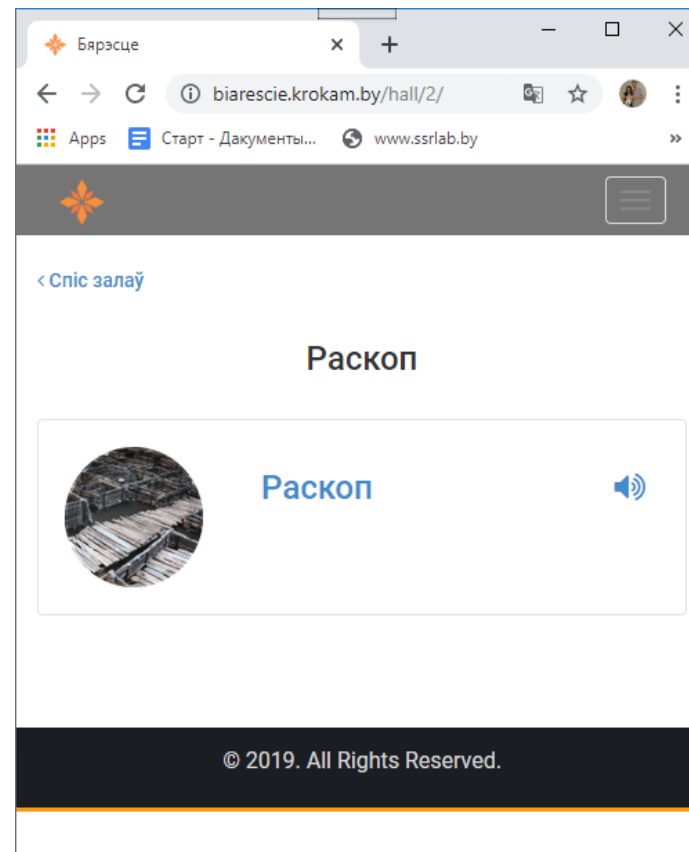 Бярэсце
biarescie.krokam.by/hall/2/
Apps Старт - Дакументы... www.ssrlab.by
Спіс залаў
Раскоп
Раскоп
© 2019. All Rights Reserved.